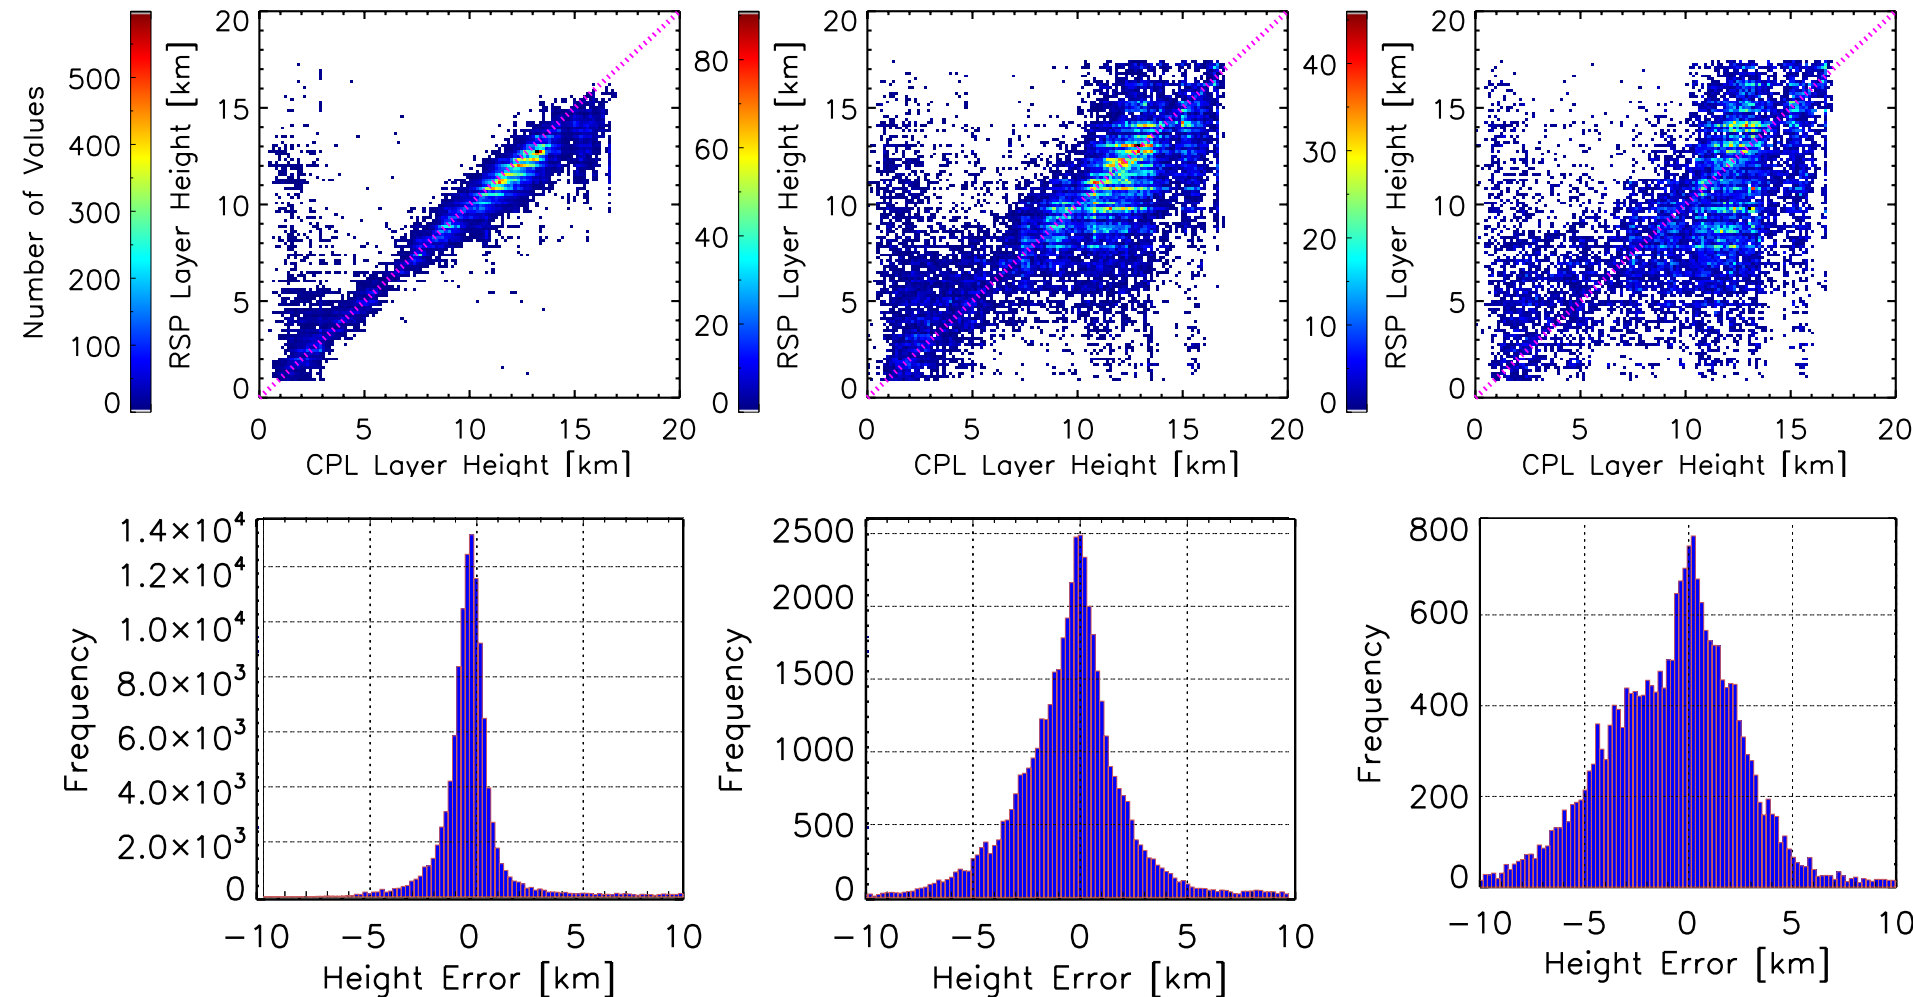 Number of Values
500
400
300
200
100
0
RSP Layer Height [km]
20
15
10
5
0
0 5 10 15 20
CPL Layer Height [km]
80
60
40
20
0
RSP Layer Height [km]
20
15
10
5
0
0 5 10 15 20
CPL Layer Height [km]
40
30
20
10
0
RSP Layer Height [km]
20
15
10
5
0
0 5 10 15 20
CPL Layer Height [km]
Frequency
1.4×10⁴
1.2×10⁴
1.0×10⁴
8.0×10³
6.0×10³
4.0×10³
2.0×10³
0
−10 −5 0 5 10
Height Error [km]
Frequency
2500
2000
1500
1000
500
0
−10 −5 0 5 10
Height Error [km]
Frequency
800
600
400
200
0
−10 −5 0 5 10
Height Error [km]